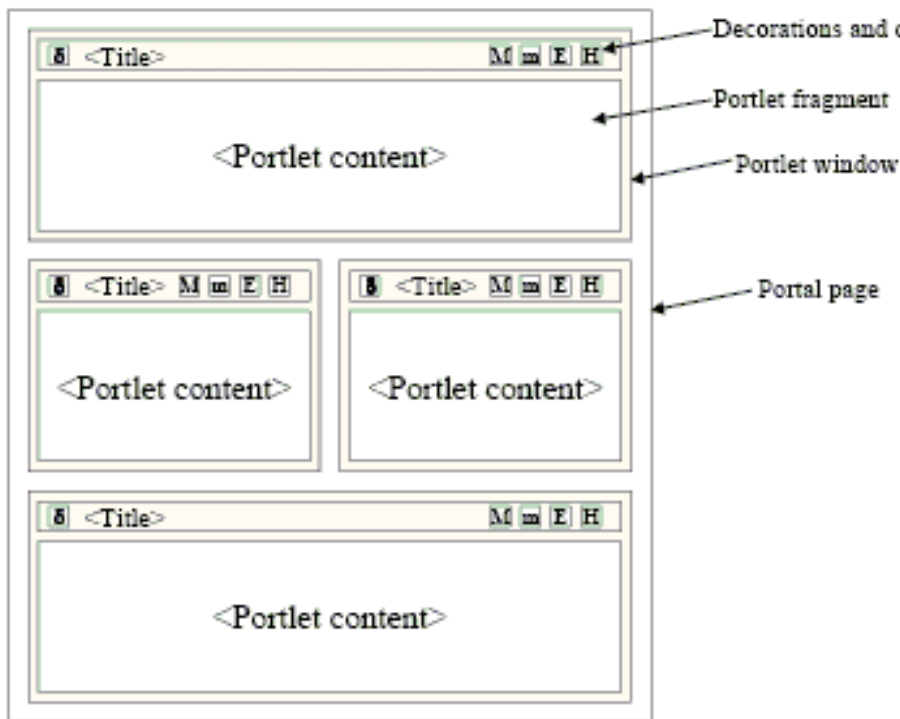 δ <Title> M m E H
Decorations and
Portlet fragment
<Portlet content>
Portlet window
δ <Title> M m E H
δ <Title> M m E H
Portal page
<Portlet content>
<Portlet content>
δ <Title> M m E H
<Portlet content>